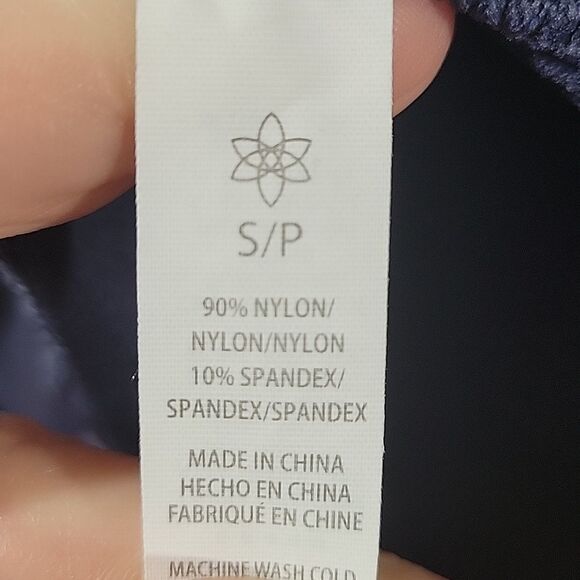 S/P
90% NYLON/
NYLON/NYLON
10% SPANDEX/
SPANDEX/SPANDEX
MADE IN CHINA
HECHO EN CHINA
FABRIQUÉ EN CHINE
MACHINE WASH COLD